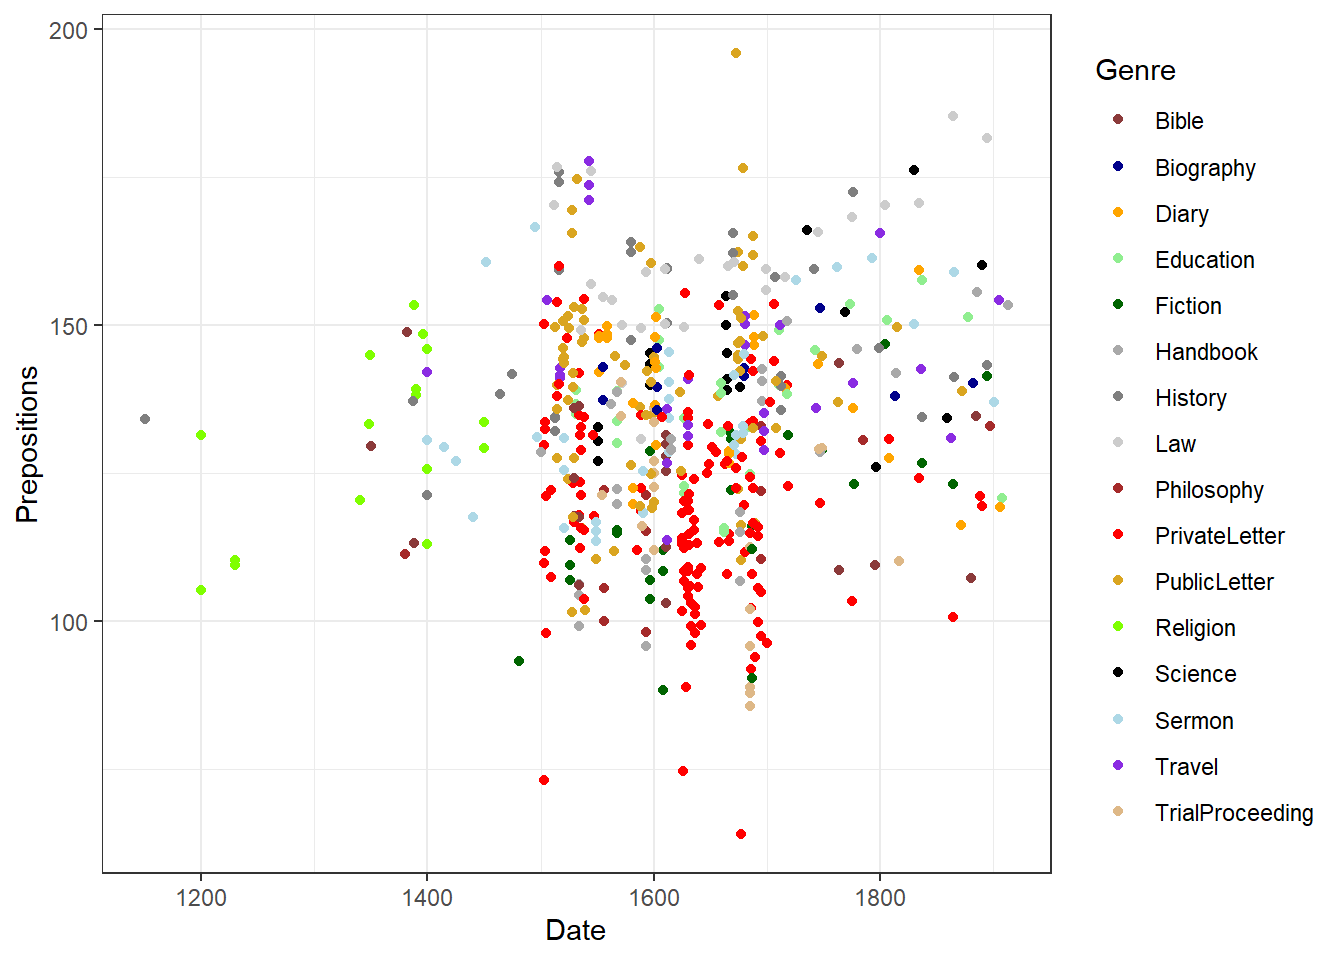 200
150
100
Prepositions
1200
1400
1600
1800
Date
Genre
Bible
Biography
Diary
Education
Fiction
Handbook
History
Law
Philosophy
PrivateLetter
PublicLetter
Religion
Science
Sermon
Travel
TrialProceeding